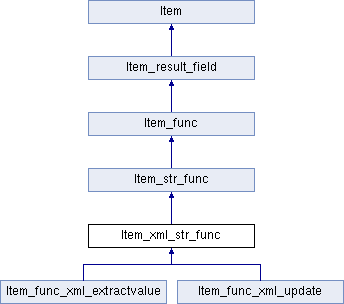 Item
Item_result_field
Item_func
Item_str_func
Item_xml_str_func
Item_func_xml_extractvalue
Item_func_xml_update